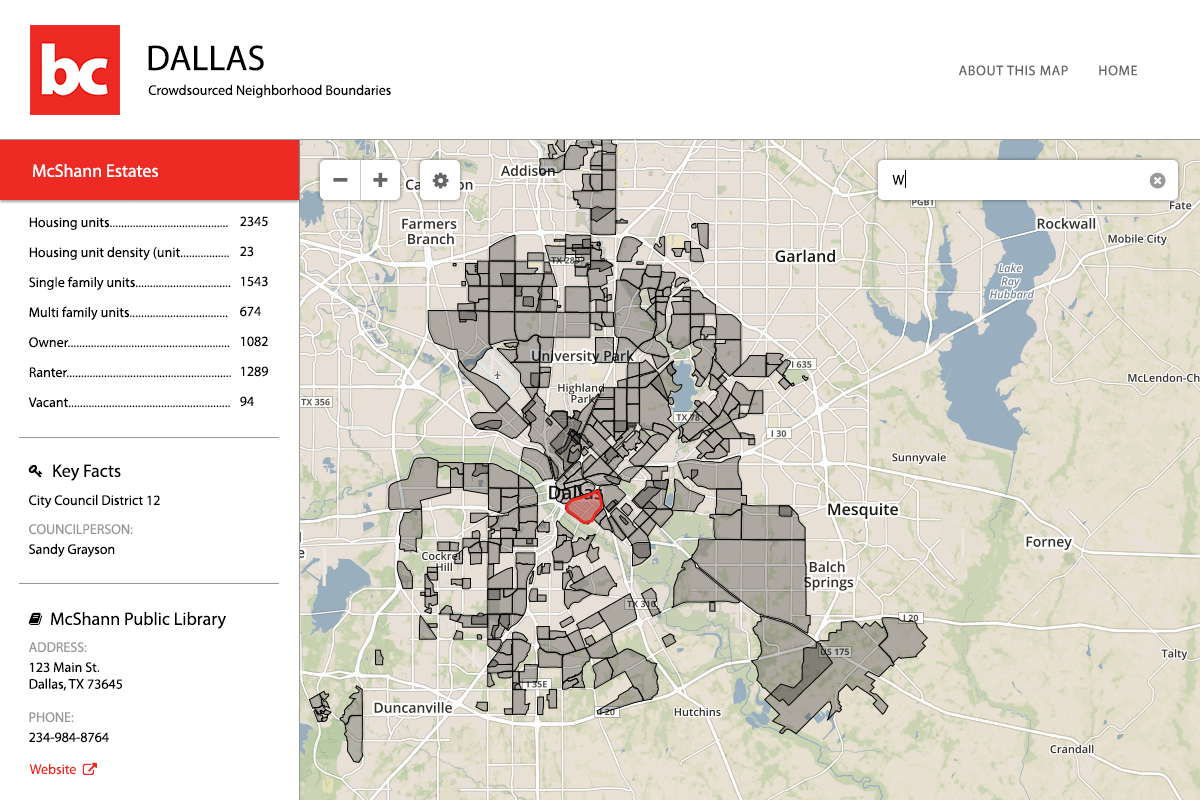 bc
DALLAS
Crowdsourced Neighborhood Boundaries
ABOUT THIS MAP
HOME
McShann Estates
Housing units........................................ 2345
Housing unit density (unit................ 23
Single family units................................ 1543
Multi family units................................. 674
Owner...................................................... 1082
Ranter....................................................... 1289
Vacant...................................................... 94
Key Facts
City Council District 12
COUNCILPERSON:
Sandy Grayson
McShann Public Library
ADDRESS:
123 Main St.
Dallas, TX 73645
PHONE:
234-984-8764
Website
W
Addison
Farmers
Branch
PGBT
Fate
Rockwall
Mobile City
TX 289
Garland
Lake
Ray
Hubbard
University Park
I 635
Highland
Park
McLendon-Ch
TX 356
TX 78
I 30
Sunnyvale
Dallas
Mesquite
Forney
Cockrel
Hill
Balch
Springs
TX 310
I 20
US 175
Talty
I 35E
Duncanville
I 20
Hutchins
Crandall